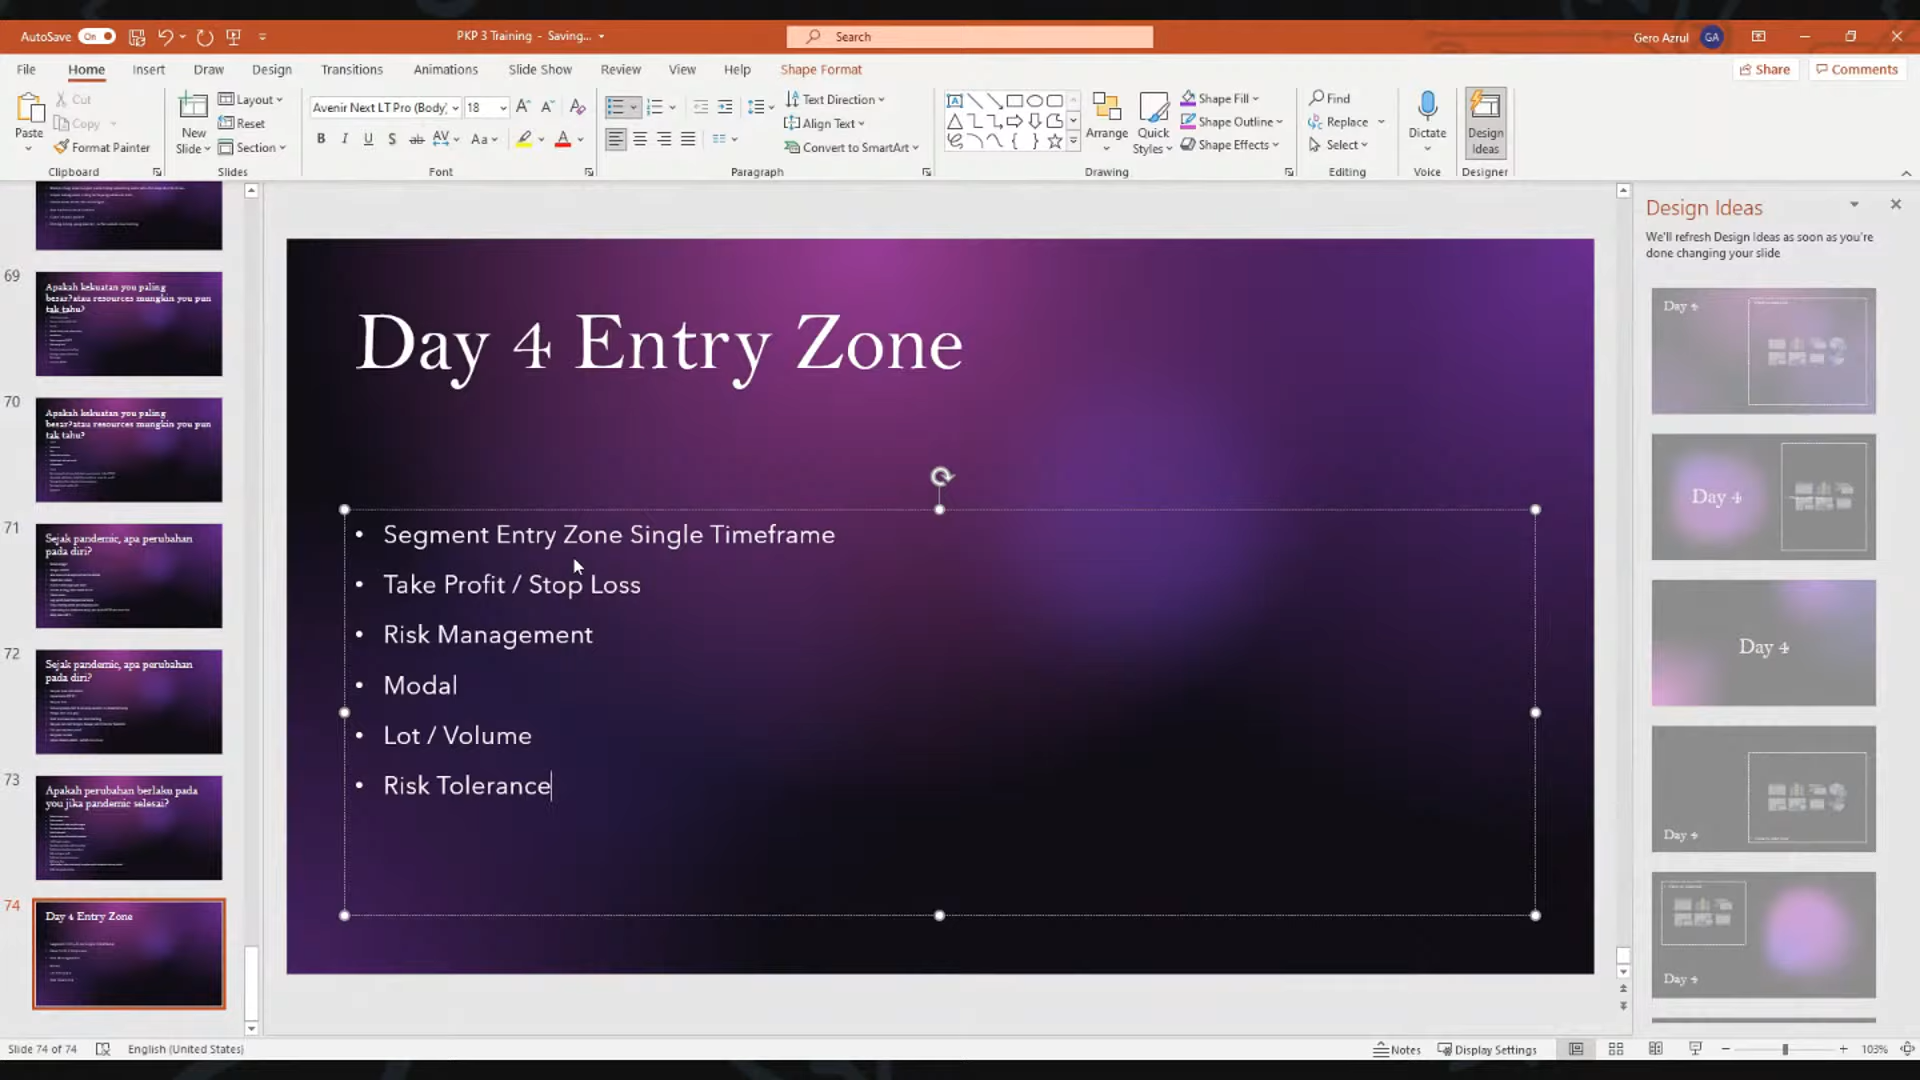 AutoSave On PKP 3 Training - Saving... Search Gero Azrul GA
File Home Insert Draw Design Transitions Animations Slide Show Review View Help Shape Format Share Comments
Paste Cut Copy Format Painter Clipboard
New Slide Layout Reset Section Slides
Avenir Next LT Pro (Body) 18 Font
Text Direction Align Text Convert to SmartArt Paragraph
Arrange Quick Styles Shape Fill Shape Outline Shape Effects Drawing
Find Replace Select Editing
Dictate Voice
Design Ideas Designer
69
Apakah kekuatan you paling
besar?atau resources mungkin you pun
tak tahu?
70
Apakah kekuatan you paling
besar?atau resources mungkin you pun
tak tahu?
71
Sejak pandemic, apa perubahan
pada diri?
72
Sejak pandemic, apa perubahan
pada diri?
73
Apakah perubahan berlaku pada
you jika pandemic selesai?
74
Day 4 Entry Zone
Day 4 Entry Zone
• Segment Entry Zone Single Timeframe
• Take Profit / Stop Loss
• Risk Management
• Modal
• Lot / Volume
• Risk Tolerance
Design Ideas
We'll refresh Design Ideas as soon as you're
done changing your slide
Day 4
Day 4
Day 4
Day 4
Day 4
Slide 74 of 74 English (United States) Notes Display Settings 103%